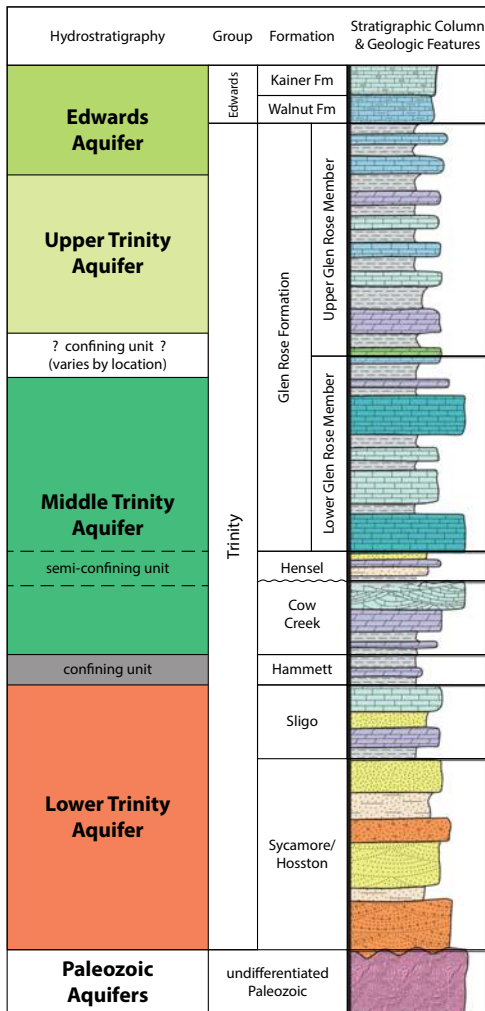 Hydrostratigraphy
Group
Formation
Stratigraphic Column
& Geologic Features
Edwards
Aquifer
Upper Trinity
Aquifer
? confining unit ?
(varies by location)
Middle Trinity
Aquifer
semi-confining unit
confining unit
Lower Trinity
Aquifer
Paleozoic
Aquifers
Edwards
Trinity
Kainer Fm
Walnut Fm
Glen Rose Formation
Upper Glen Rose Member
Lower Glen Rose Member
Hensel
Cow
Creek
Hammett
Sligo
Sycamore/
Hosston
undifferentiated
Paleozoic